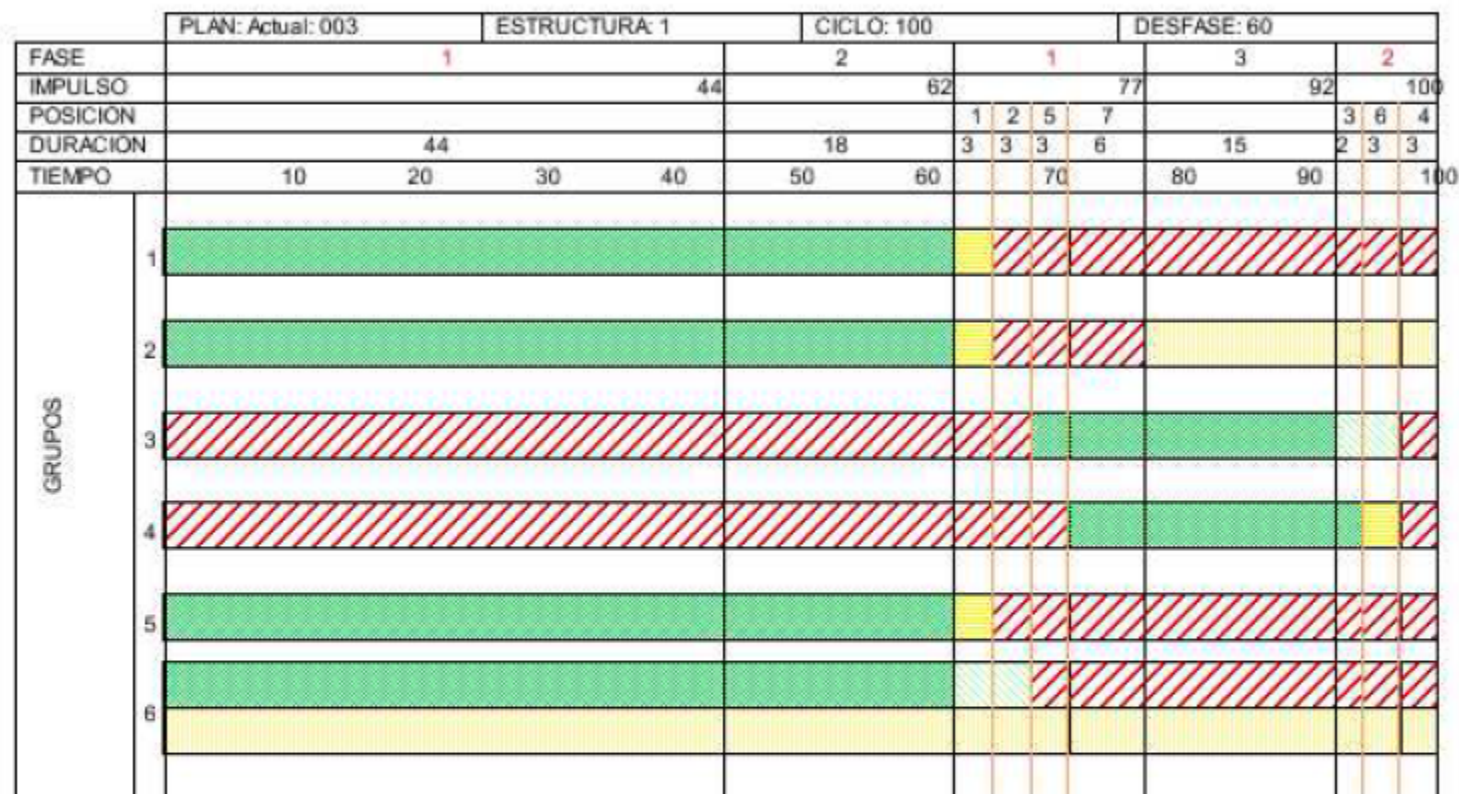 PLAN: Actual: 003 ESTRUCTURA: 1 CICLO: 100 DESFASE: 60
FASE 1 2 1 3 2
IMPULSO 44 62 77 92 100
POSICION 1 2 5 7 3 6 4
DURACION 44 18 3 3 3 6 15 2 3 3
TIEMPO 10 20 30 40 50 60 70 80 90 100
GRUPOS
1
2
3
4
5
6